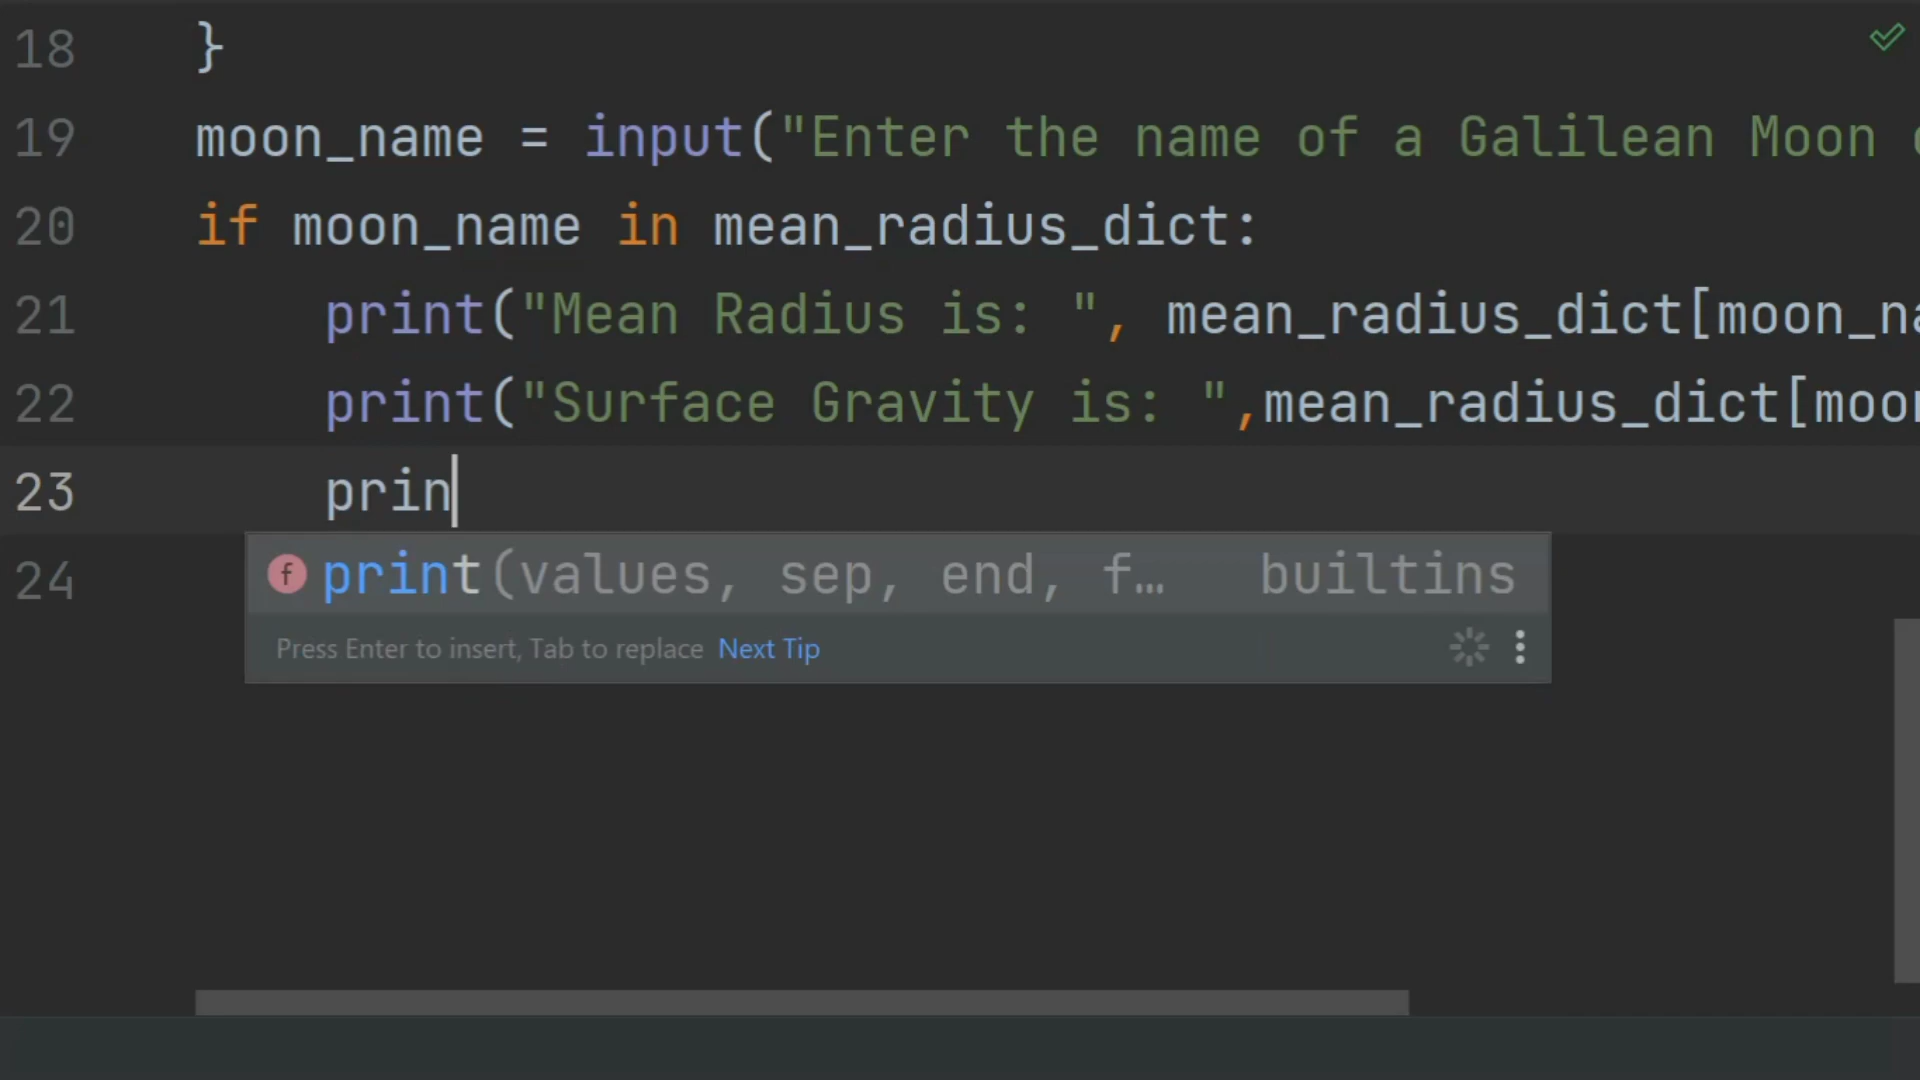 18 }
19 moon_name = input("Enter the name of a Galilean Moon
20 if moon_name in mean_radius_dict:
21 print("Mean Radius is: ", mean_radius_dict[moon_na
22 print("Surface Gravity is: ",mean_radius_dict[moon
23 prin
f print(values, sep, end, f… builtins
24
Press Enter to insert, Tab to replace Next Tip